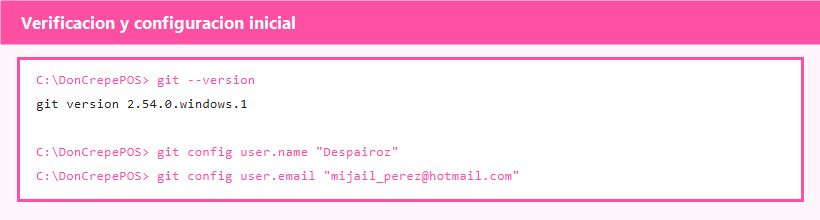 Verificacion y configuracion inicial
C:\DonCrepePOS> git --version
git version 2.54.0.windows.1
C:\DonCrepePOS> git config user.name "Despairoz"
C:\DonCrepePOS> git config user.email "mijail_perez@hotmail.com"